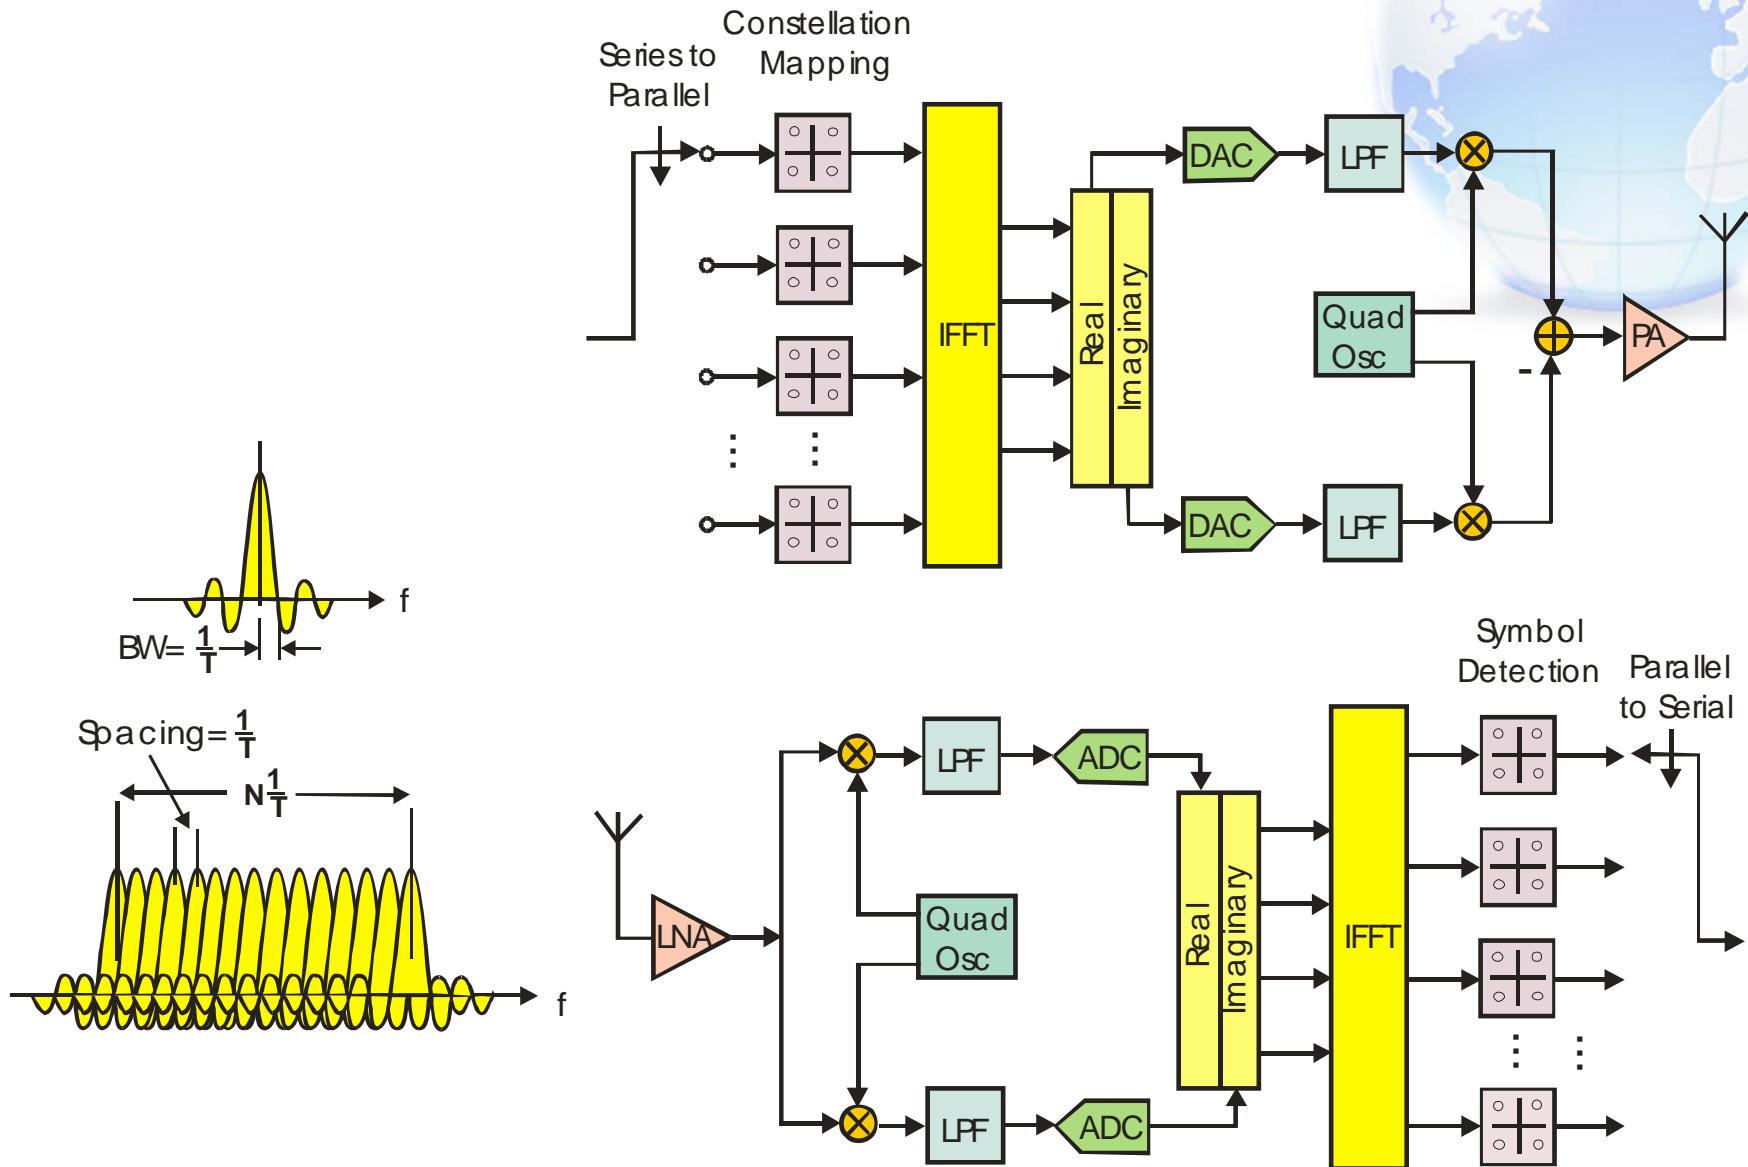 Constellation
Mapping
Series to
Parallel
DAC
LPF
IFFT
Real
Imaginary
Quad
Osc
PA
-
DAC
LPF
f
BW= 1/T
Spacing= 1/T
N 1/T
f
Symbol
Detection
Parallel
to Serial
LPF
ADC
LNA
Quad
Osc
Real
Imaginary
IFFT
LPF
ADC